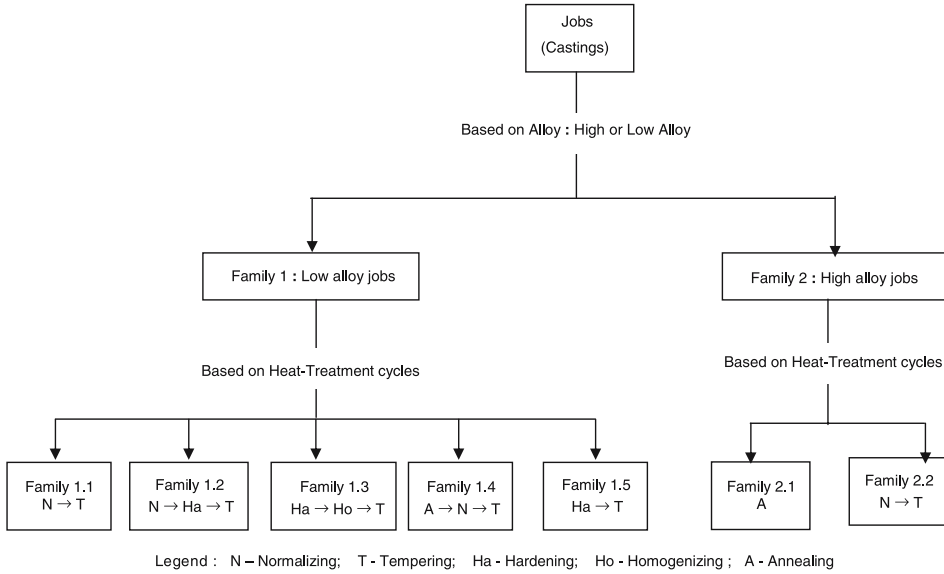 Jobs
(Castings)
Based on Alloy : High or Low Alloy
Family 1 : Low alloy jobs
Family 2 : High alloy jobs
Based on Heat-Treatment cycles
Based on Heat-Treatment cycles
Family 1.1
N → T
Family 1.2
N → Ha → T
Family 1.3
Ha → Ho → T
Family 1.4
A → N → T
Family 1.5
Ha → T
Family 2.1
A
Family 2.2
N → T
Legend : N – Normalizing; T - Tempering; Ha - Hardening; Ho - Homogenizing ; A - Annealing